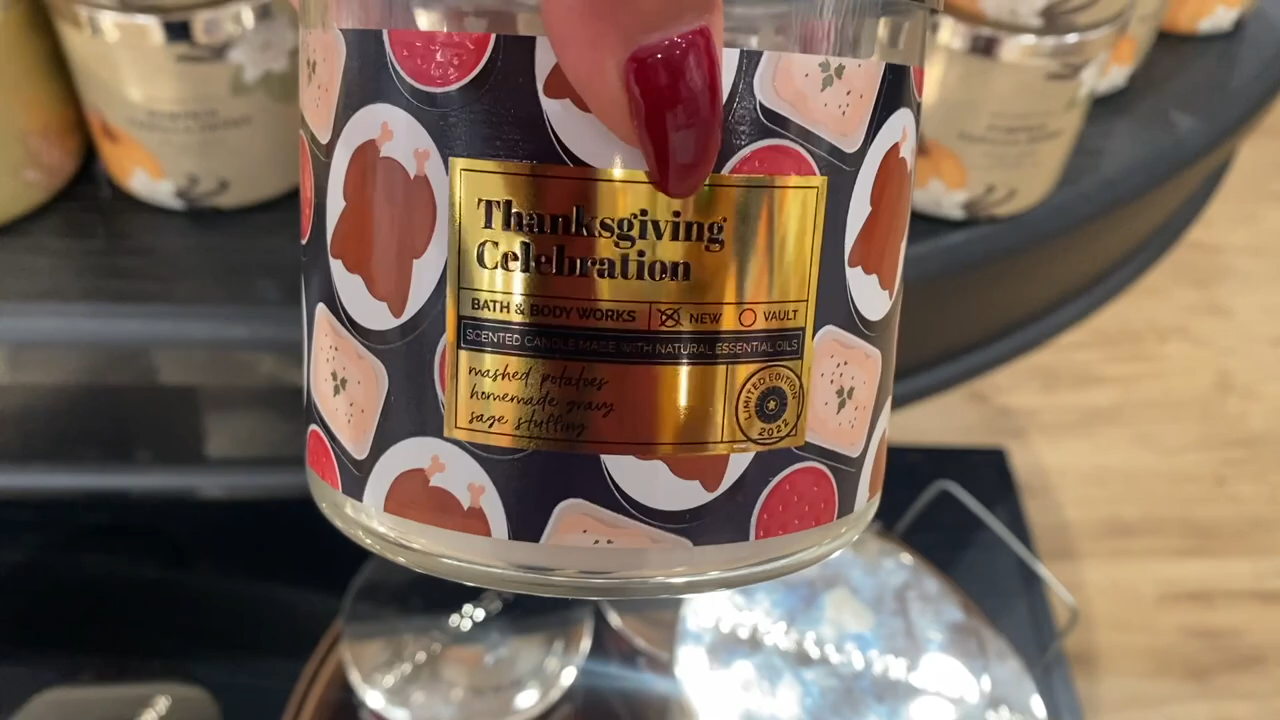 Thanksgiving
Celebration
BATH & BODY WORKS NEW VAULT
SCENTED CANDLE MADE WITH NATURAL ESSENTIAL OILS
mashed potatoes
homemade gravy
sage stuffing
LIMITED EDITION
2022